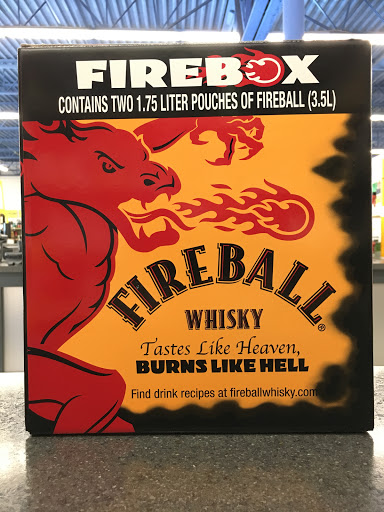 FIREBOX
CONTAINS TWO 1.75 LITER POUCHES OF FIREBALL (3.5L)
FIREBALL®
WHISKY
Tastes Like Heaven,
BURNS LIKE HELL
Find drink recipes at fireballwhisky.com